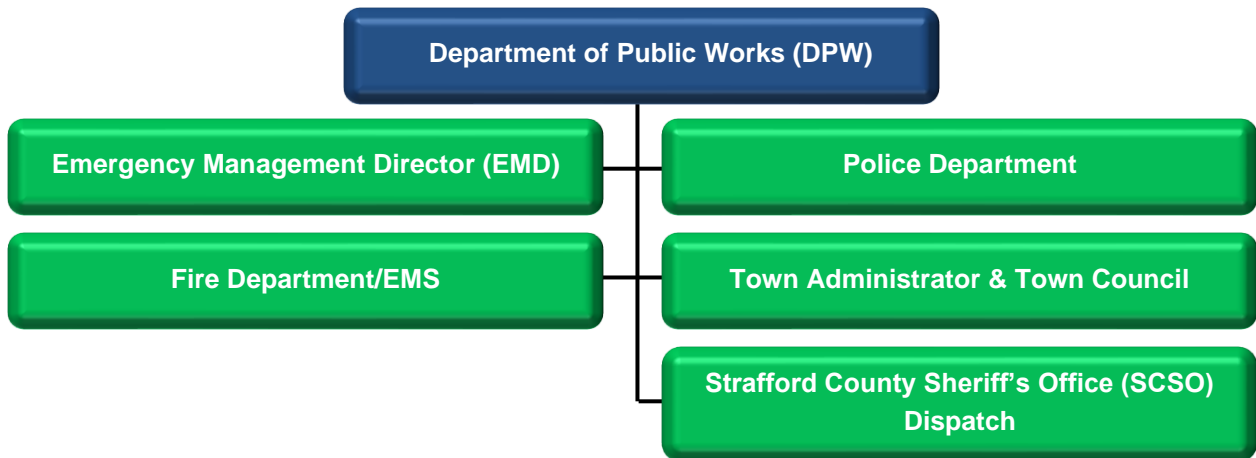 Department of Public Works (DPW)
Emergency Management Director (EMD)
Police Department
Fire Department/EMS
Town Administrator & Town Council
Strafford County Sheriff’s Office (SCSO)
Dispatch